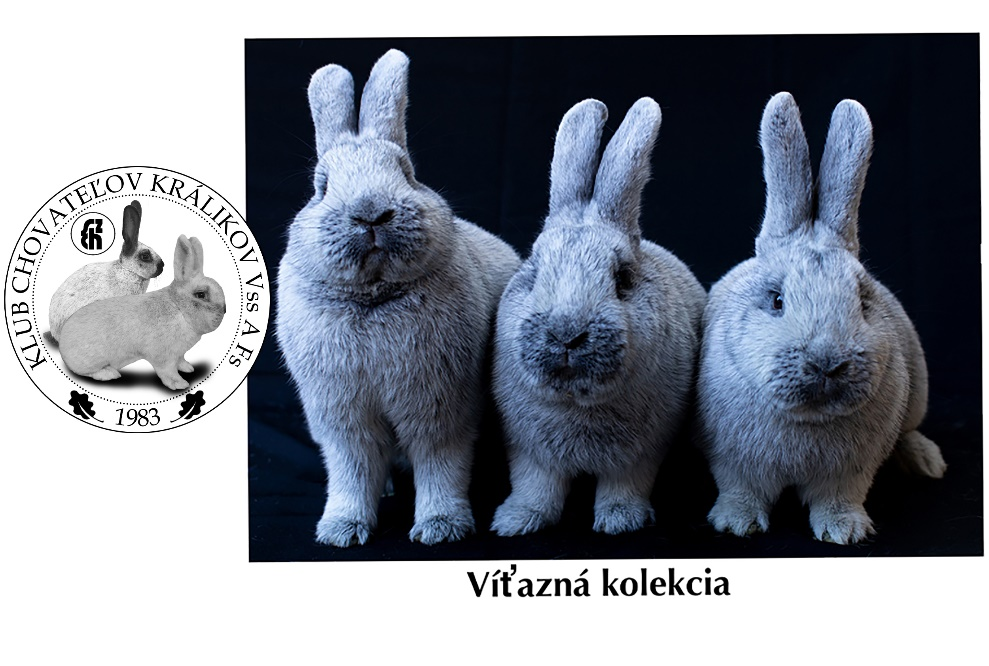 KLUB CHOVATEĽOV KRÁLIKOV Vss A Fs
1983
Víťazná kolekcia